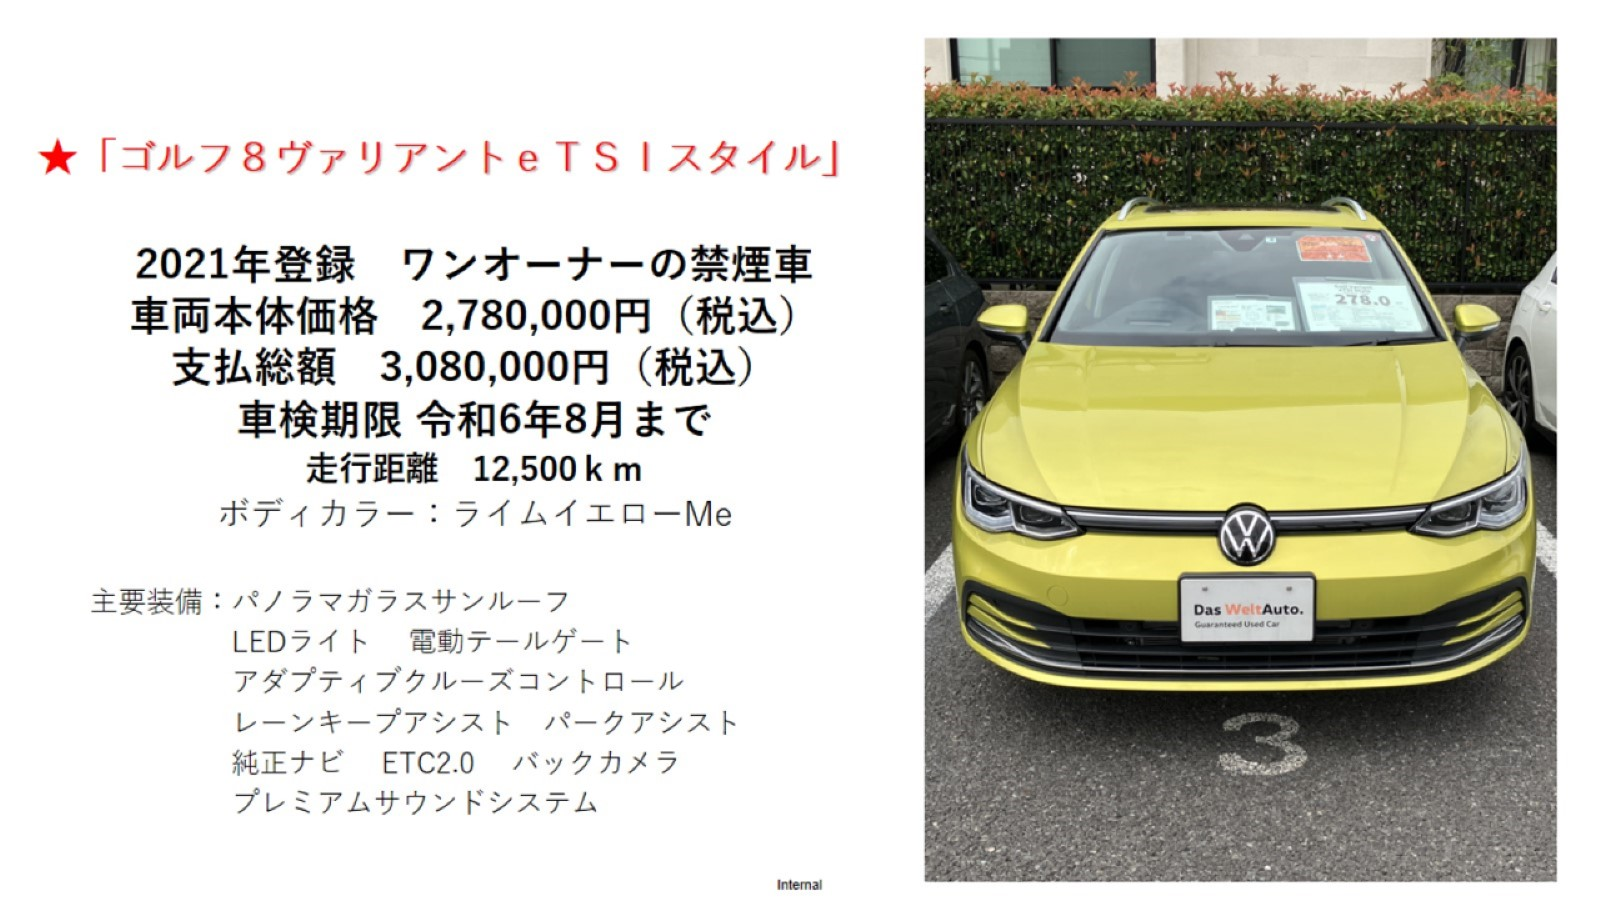 ★「ゴルフ８ヴァリアントｅＴＳＩスタイル」
2021年登録　ワンオーナーの禁煙車
車両本体価格　2,780,000円（税込）
支払総額　3,080,000円（税込）
車検期限 令和6年8月まで
走行距離　12,500ｋｍ
ボディカラー：ライムイエローMe
主要装備：パノラマガラスサンルーフ
LEDライト　電動テールゲート
アダプティブクルーズコントロール
レーンキープアシスト　パークアシスト
純正ナビ　ETC2.0　バックカメラ
プレミアムサウンドシステム
Internal
278.0
Das WeltAuto.
Guaranteed Used Car
3